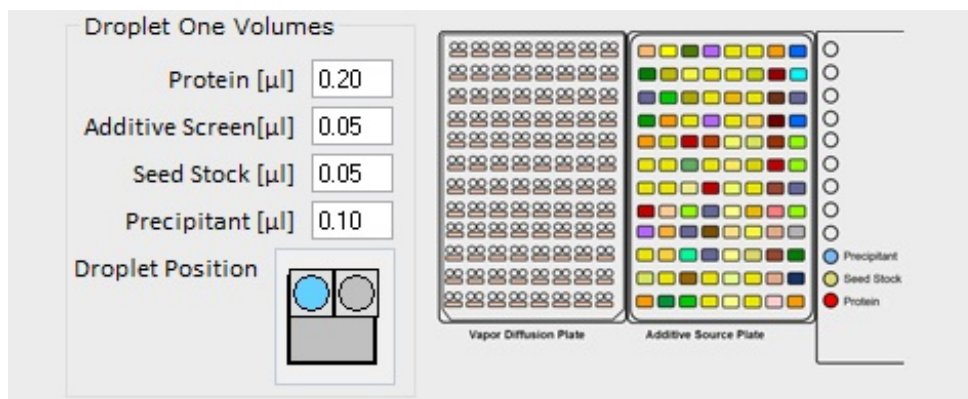 Droplet One Volumes
Protein [µl] 0.20
Additive Screen[µl] 0.05
Seed Stock [µl] 0.05
Precipitant [µl] 0.10
Droplet Position
Precipitant
Seed Stock
Protein
Vapor Diffusion Plate
Additive Source Plate